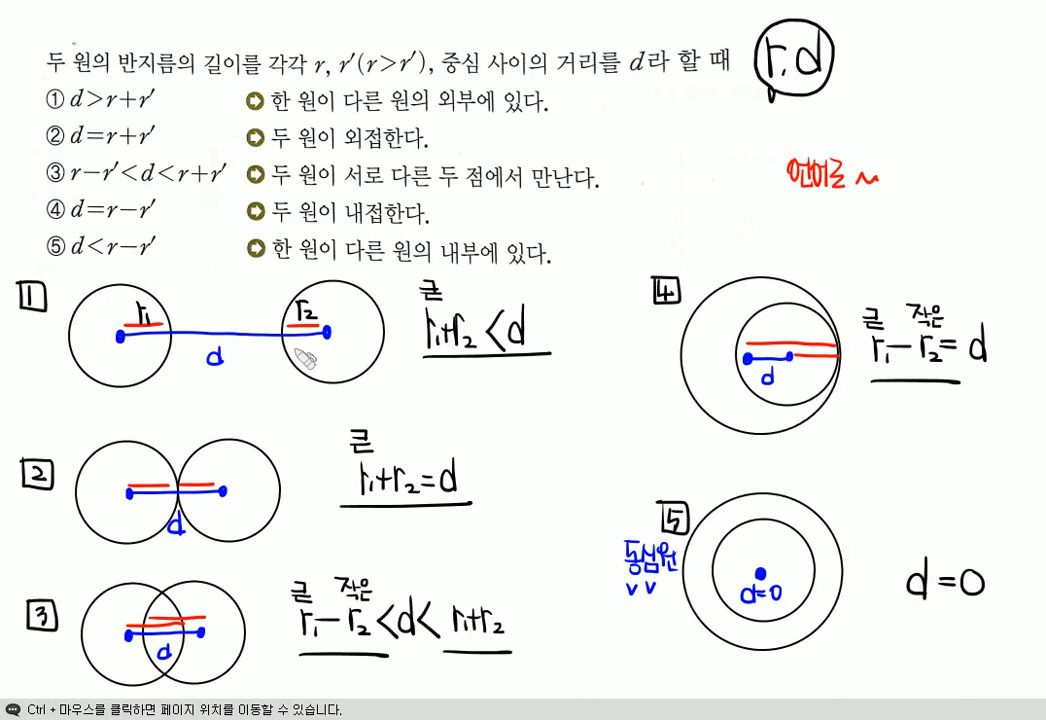 두 원의 반지름의 길이를 각각 r, r′(r>r′), 중심 사이의 거리를 d라 할 때
r, d
① d>r+r′ ➲ 한 원이 다른 원의 외부에 있다.
② d=r+r′ ➲ 두 원이 외접한다.
③ r−r′<d<r+r′ ➲ 두 원이 서로 다른 두 점에서 만난다.
언어로 ~
④ d=r−r′ ➲ 두 원이 내접한다.
⑤ d<r−r′ ➲ 한 원이 다른 원의 내부에 있다.
1
r₁
r₂
d
큰
r₁+r₂ < d
4
d
큰 작은
r₁−r₂ = d
2
d
큰
r₁+r₂=d
5
동심원
∨∨
d=0
d=0
3
d
큰 작은
r₁−r₂ <d< r₁+r₂
Ctrl + 마우스를 클릭하면 페이지 위치를 이동할 수 있습니다.